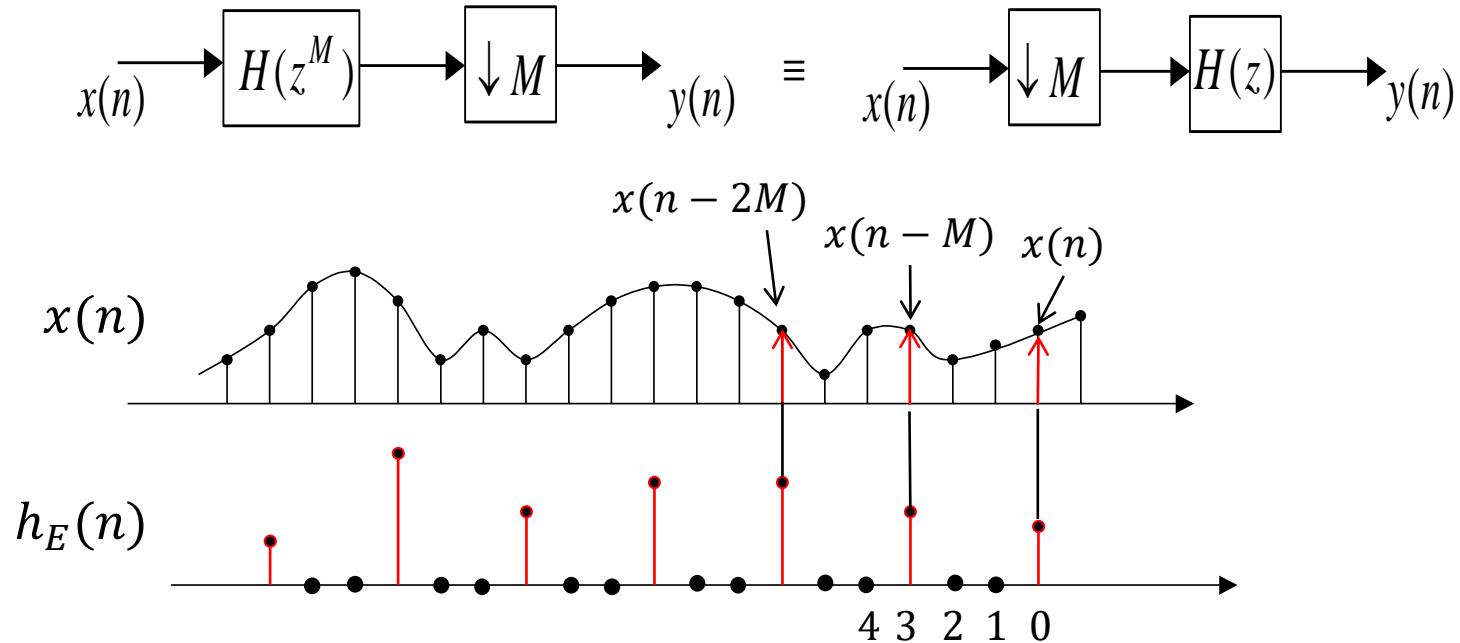 x(n) H(z^M) ↓M y(n) ≡ x(n) ↓M H(z) y(n)
x(n − 2M)
x(n − M)
x(n)
x(n)
h_E(n)
4 3 2 1 0